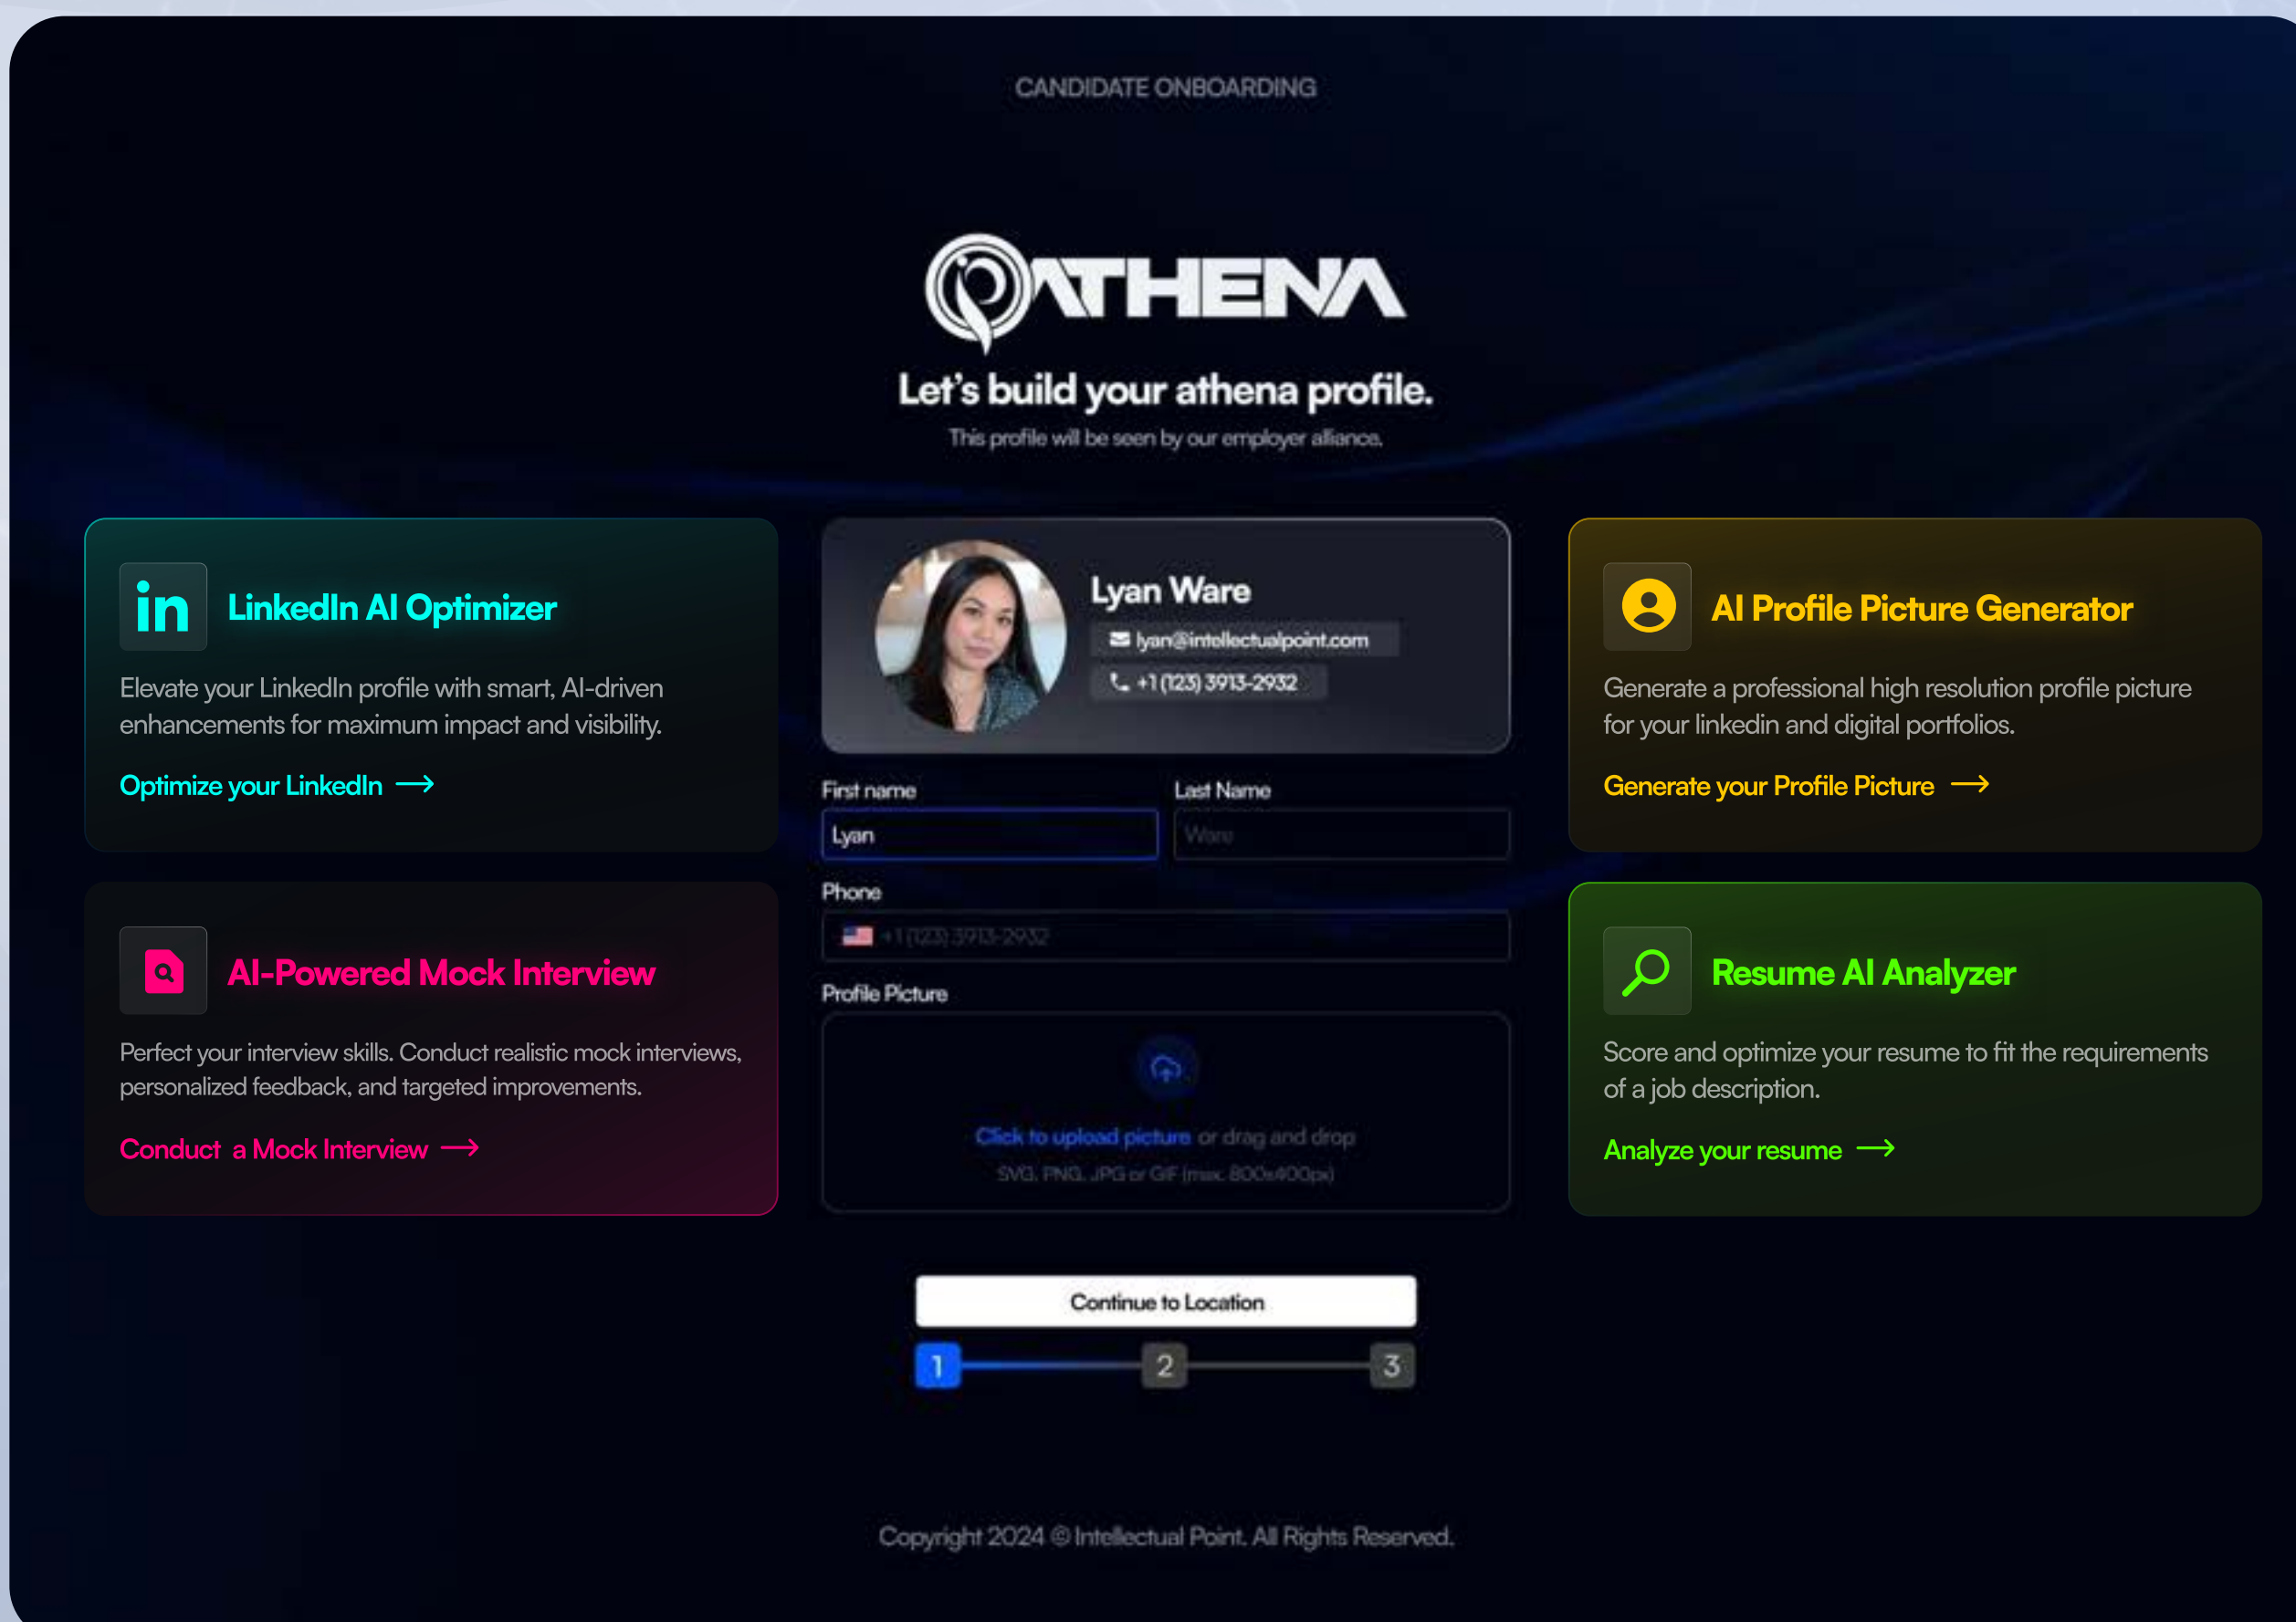 CANDIDATE ONBOARDING
ATHENA
Let's build your athena profile.
This profile will be seen by our employer alliance.
in
LinkedIn AI Optimizer
Elevate your LinkedIn profile with smart, AI-driven
enhancements for maximum impact and visibility.
Optimize your LinkedIn
AI-Powered Mock Interview
Perfect your interview skills. Conduct realistic mock interviews,
personalized feedback, and targeted improvements.
Conduct a Mock Interview
Lyan Ware
lyan@intellectualpoint.com
+1 (123) 3913-2932
First name
Last Name
Lyan
Ware
Phone
+1 (123) 3913-2932
Profile Picture
Click to upload picture or drag and drop
SVG, PNG, JPG or GIF (max. 800x400px)
Continue to Location
1
2
3
AI Profile Picture Generator
Generate a professional high resolution profile picture
for your linkedin and digital portfolios.
Generate your Profile Picture
Resume AI Analyzer
Score and optimize your resume to fit the requirements
of a job description.
Analyze your resume
Copyright 2024 © Intellectual Point. All Rights Reserved.